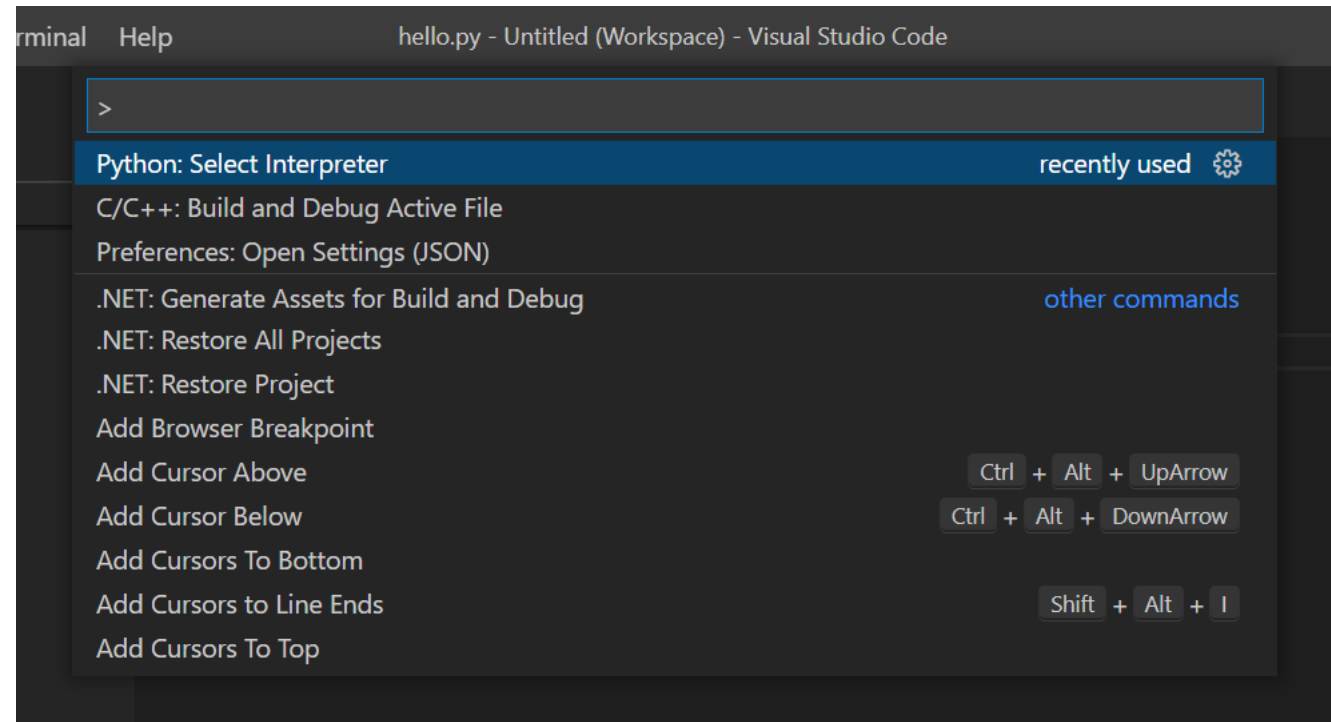 rminal Help hello.py - Untitled (Workspace) - Visual Studio Code
>
Python: Select Interpreter recently used
C/C++: Build and Debug Active File
Preferences: Open Settings (JSON)
.NET: Generate Assets for Build and Debug other commands
.NET: Restore All Projects
.NET: Restore Project
Add Browser Breakpoint
Add Cursor Above Ctrl + Alt + UpArrow
Add Cursor Below Ctrl + Alt + DownArrow
Add Cursors To Bottom
Add Cursors to Line Ends Shift + Alt + I
Add Cursors To Top